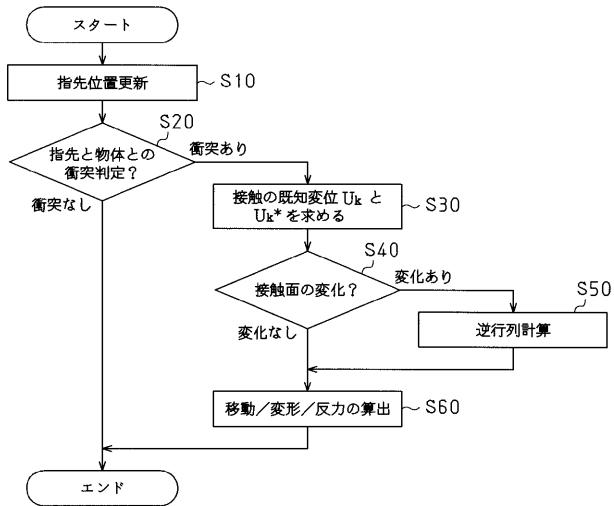 スタート
指先位置更新
S10
S20
指先と物体との
衝突判定?
衝突あり
衝突なし
接触の既知変位 Uk と
Uk* を求める
S30
S40
接触面の変化?
変化あり
変化なし
S50
逆行列計算
移動/変形/反力の算出
S60
エンド